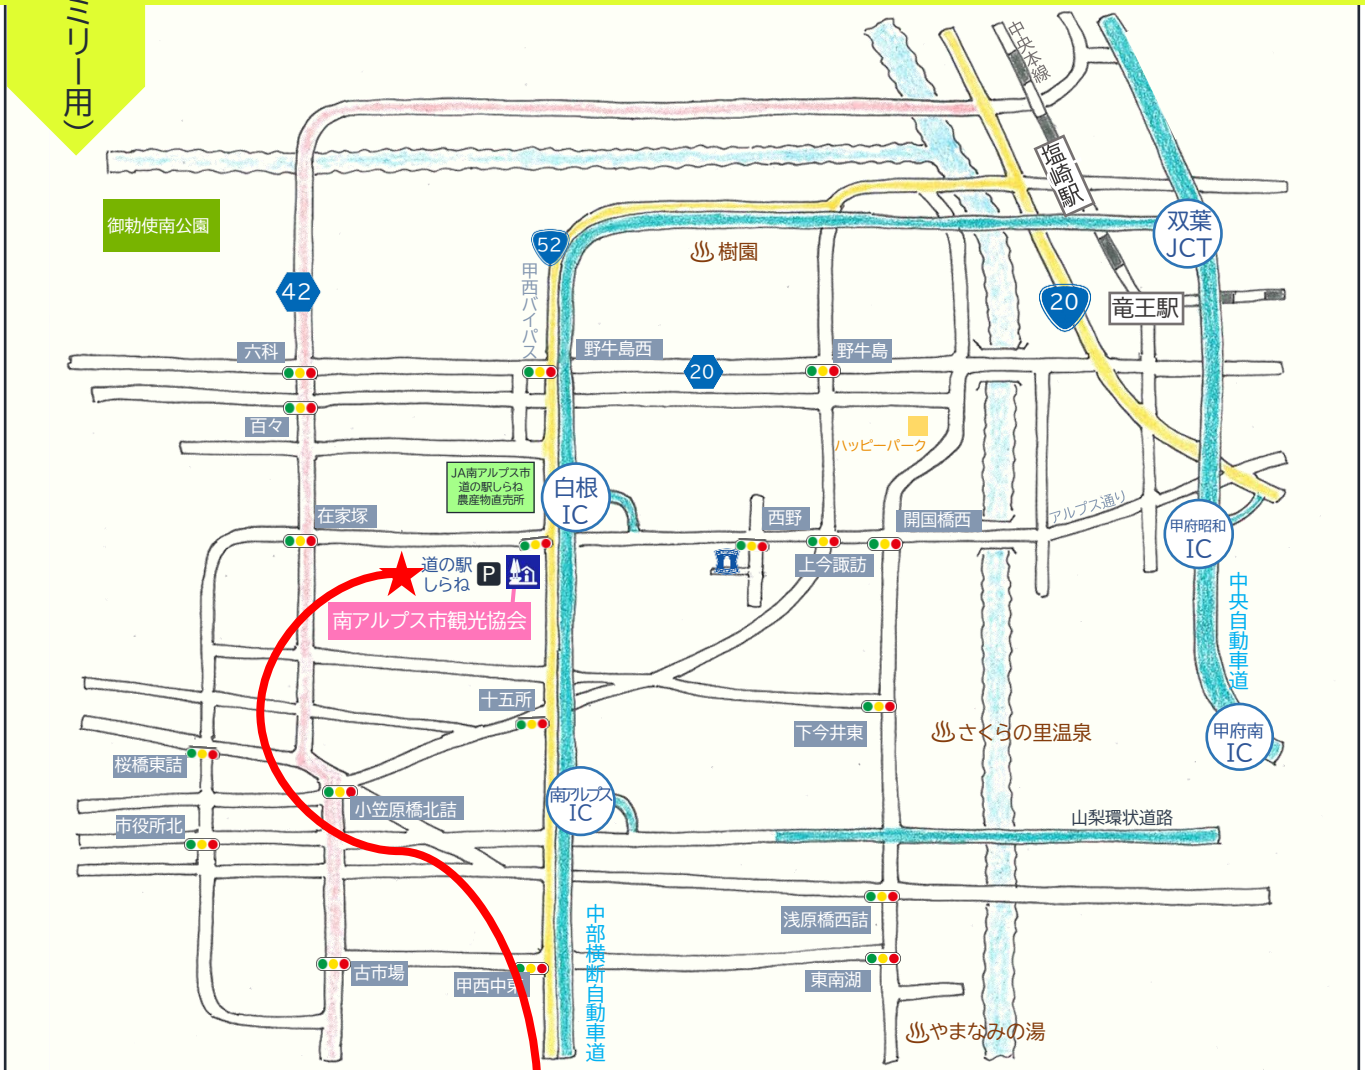 ミリー用）
中央本線
塩崎駅
御勅使南公園
双葉
JCT
52
樹園
42
甲西バイパス
20
竜王駅
六科
野牛島西
20
野牛島
百々
ハッピーパーク
JA南アルプス市
道の駅しらね
農産物直売所
白根
IC
在家塚
西野
開国橋西
アルプス通り
甲府昭和
IC
上今諏訪
道の駅
しらね
P
南アルプス市観光協会
中央自動車道
十五所
下今井東
さくらの里温泉
甲府南
IC
桜橋東詰
南アルプス
IC
小笠原橋北詰
山梨環状道路
市役所北
浅原橋西詰
中部横断自動車道
古市場
甲西中東
東南湖
やまなみの湯